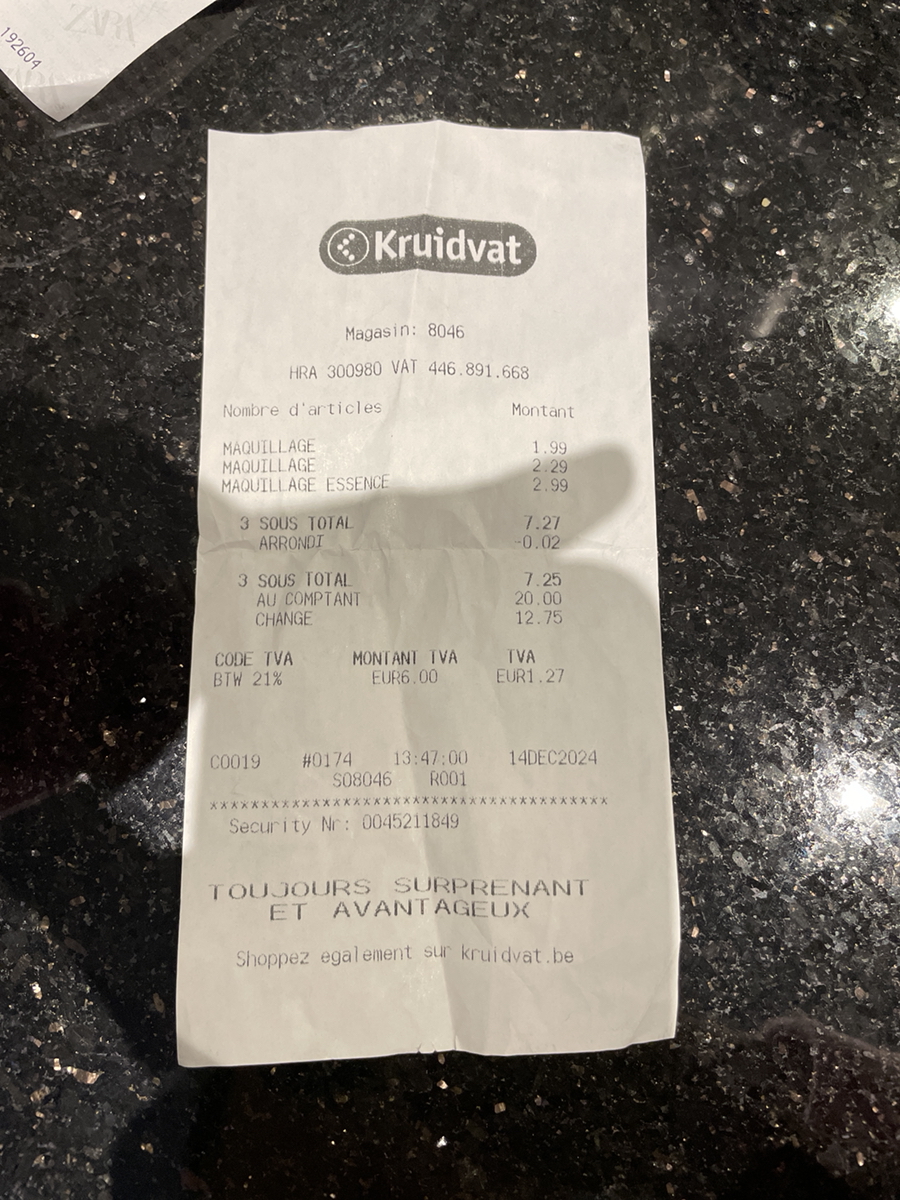 ZARA
192604
Kruidvat
Magasin: 8046
HRA 300980 VAT 446.891.668
Nombre d'articles Montant
MAQUILLAGE 1.99
MAQUILLAGE 2.29
MAQUILLAGE ESSENCE 2.99
3 SOUS TOTAL 7.27
ARRONDI -0.02
3 SOUS TOTAL 7.25
AU COMPTANT 20.00
CHANGE 12.75
CODE TVA MONTANT TVA TVA
BTW 21% EUR6.00 EUR1.27
C0019 #0174 13:47:00 14DEC2024
S08046 R001
****************************************
Security Nr: 0045211849
TOUJOURS SURPRENANT
ET AVANTAGEUX
Shoppez egalement sur kruidvat.be